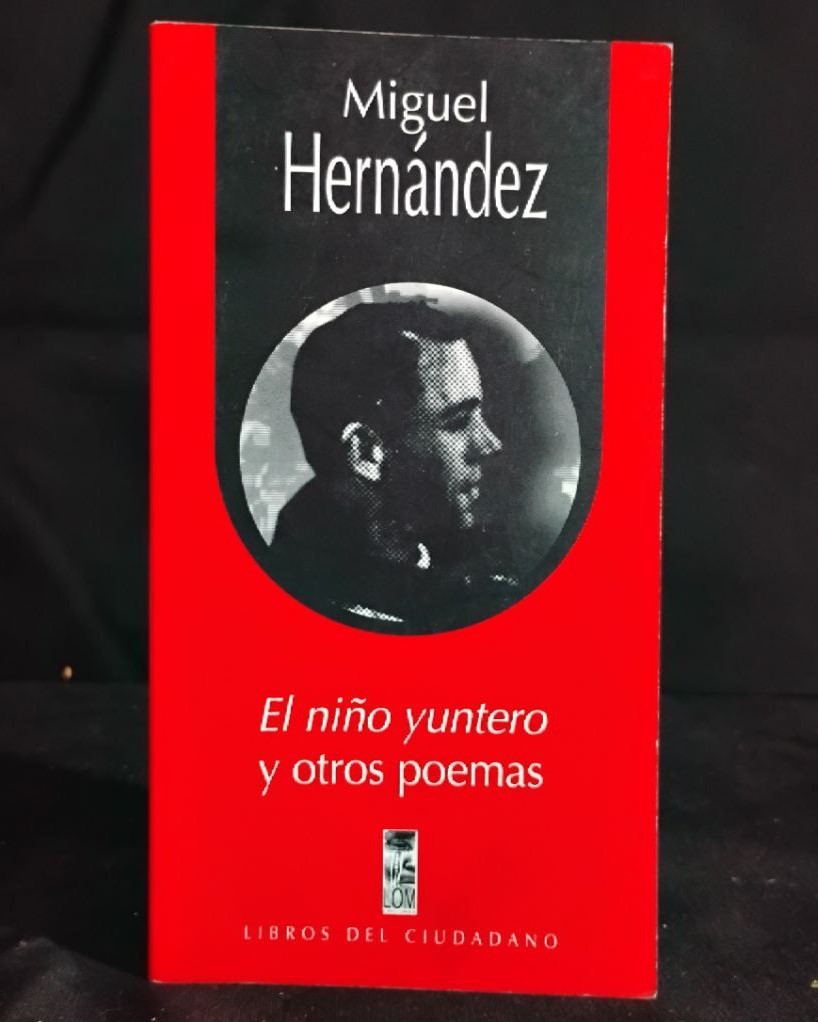 Miguel
Hernández
El niño yuntero
y otros poemas
LOM
LIBROS DEL CIUDADANO